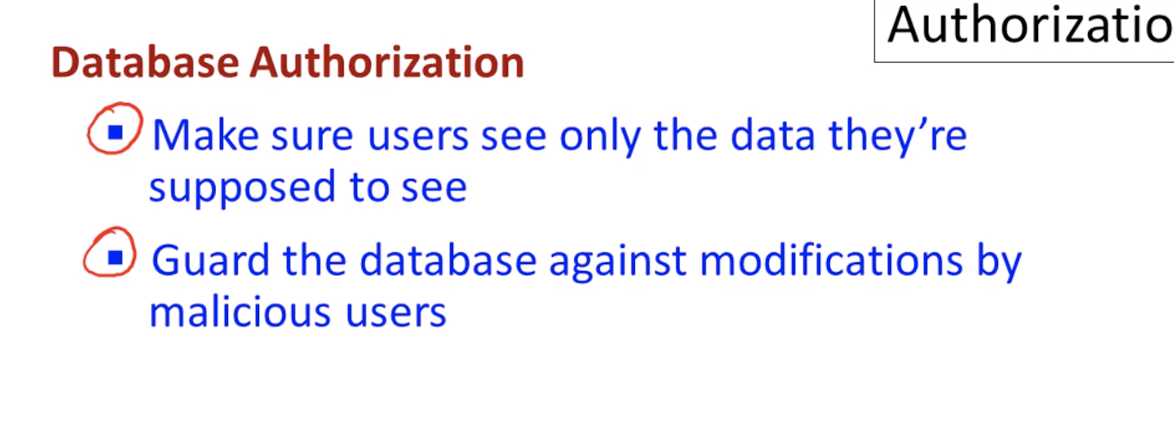 Authorizatio
Database Authorization
▪ Make sure users see only the data they’re
supposed to see
▪ Guard the database against modifications by
malicious users